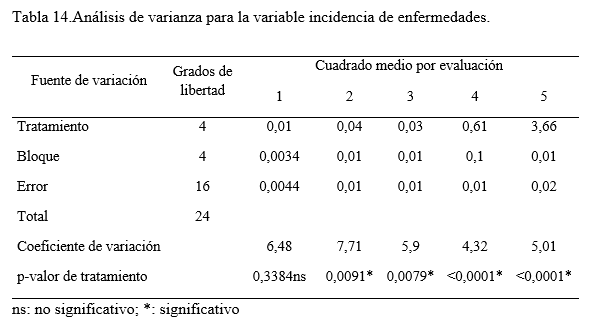 Tabla 14.Análisis de varianza para la variable incidencia de enfermedades.
Fuente de variación Grados de libertad Cuadrado medio por evaluación
1 2 3 4 5
Tratamiento 4 0,01 0,04 0,03 0,61 3,66
Bloque 4 0,0034 0,01 0,01 0,1 0,01
Error 16 0,0044 0,01 0,01 0,01 0,02
Total 24
Coeficiente de variación 6,48 7,71 5,9 4,32 5,01
p-valor de tratamiento 0,3384ns 0,0091* 0,0079* <0,0001* <0,0001*
ns: no significativo; *: significativo